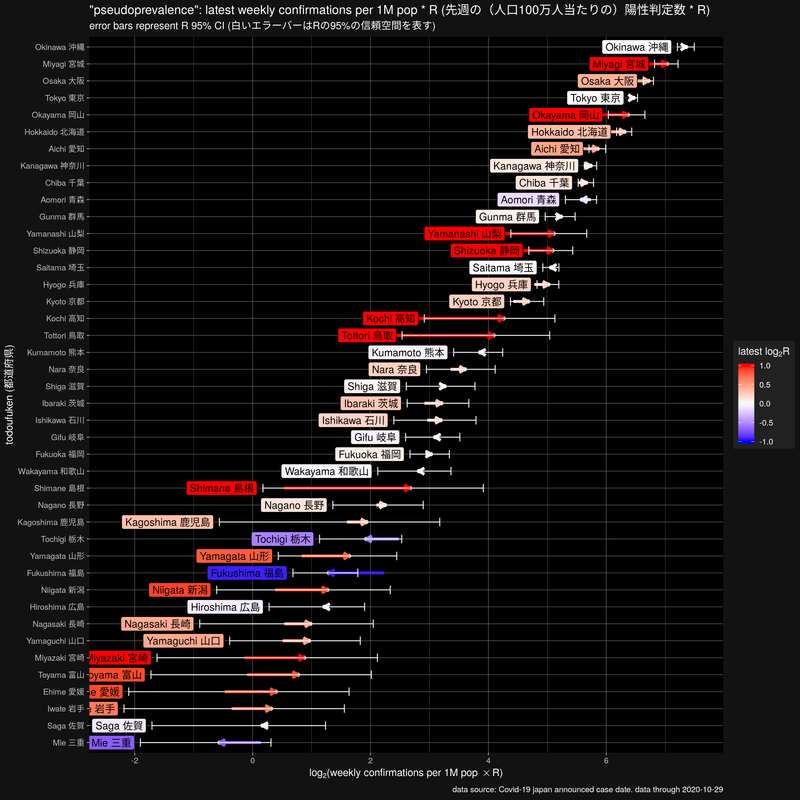 "pseudoprevalence": latest weekly confirmations per 1M pop * R (先週の（人口100万人当たりの）陽性判定数 * R)
error bars represent R 95% CI (白いエラーバーはRの95%の信頼空間を表す)
Okinawa 沖縄 Okinawa 沖縄
Miyagi 宮城 Miyagi 宮城
Osaka 大阪 Osaka 大阪
Tokyo 東京 Tokyo 東京
Okayama 岡山 Okayama 岡山
Hokkaido 北海道 Hokkaido 北海道
Aichi 愛知 Aichi 愛知
Kanagawa 神奈川 Kanagawa 神奈川
Chiba 千葉 Chiba 千葉
Aomori 青森 Aomori 青森
Gunma 群馬 Gunma 群馬
Yamanashi 山梨 Yamanashi 山梨
Shizuoka 静岡 Shizuoka 静岡
Saitama 埼玉 Saitama 埼玉
Hyogo 兵庫 Hyogo 兵庫
Kyoto 京都 Kyoto 京都
Kochi 高知 Kochi 高知
Tottori 鳥取 Tottori 鳥取
Kumamoto 熊本 Kumamoto 熊本
Nara 奈良 Nara 奈良
Shiga 滋賀 Shiga 滋賀
Ibaraki 茨城 Ibaraki 茨城
Ishikawa 石川 Ishikawa 石川
Gifu 岐阜 Gifu 岐阜
Fukuoka 福岡 Fukuoka 福岡
Wakayama 和歌山 Wakayama 和歌山
Shimane 島根 Shimane 島根
Nagano 長野 Nagano 長野
Kagoshima 鹿児島 Kagoshima 鹿児島
Tochigi 栃木 Tochigi 栃木
Yamagata 山形 Yamagata 山形
Fukushima 福島 Fukushima 福島
Niigata 新潟 Niigata 新潟
Hiroshima 広島 Hiroshima 広島
Nagasaki 長崎 Nagasaki 長崎
Yamaguchi 山口 Yamaguchi 山口
Miyazaki 宮崎 Miyazaki 宮崎
Toyama 富山 oyama 富山
Ehime 愛媛 e 愛媛
Iwate 岩手 岩手
Saga 佐賀 Saga 佐賀
Mie 三重 Mie 三重
-2 0 2 4 6
log₂(weekly confirmations per 1M pop × R)
todoufuken (都道府県)
latest log₂R
1.0
0.5
0.0
-0.5
-1.0
data source: Covid-19 japan announced case date. data through 2020-10-29